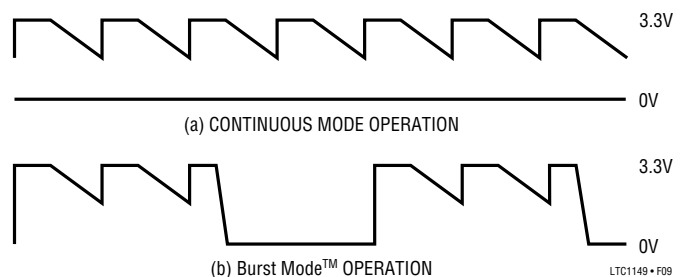 3.3V
0V
(a) CONTINUOUS MODE OPERATION
3.3V
0V
(b) Burst Mode™ OPERATION
LTC1149 • F09